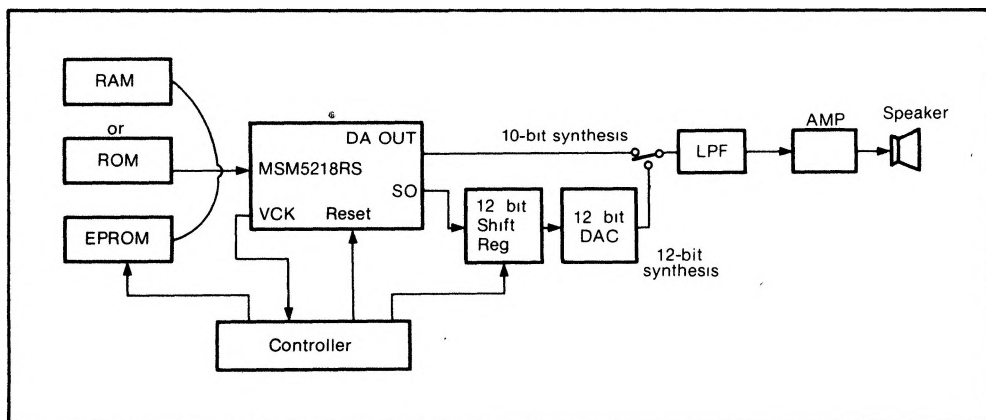 RAM
or
ROM
EPROM
DA OUT
MSM5218RS
SO
VCK Reset
10-bit synthesis
12 bit
Shift
Reg
12 bit
DAC
12-bit
synthesis
LPF
AMP
Speaker
Controller